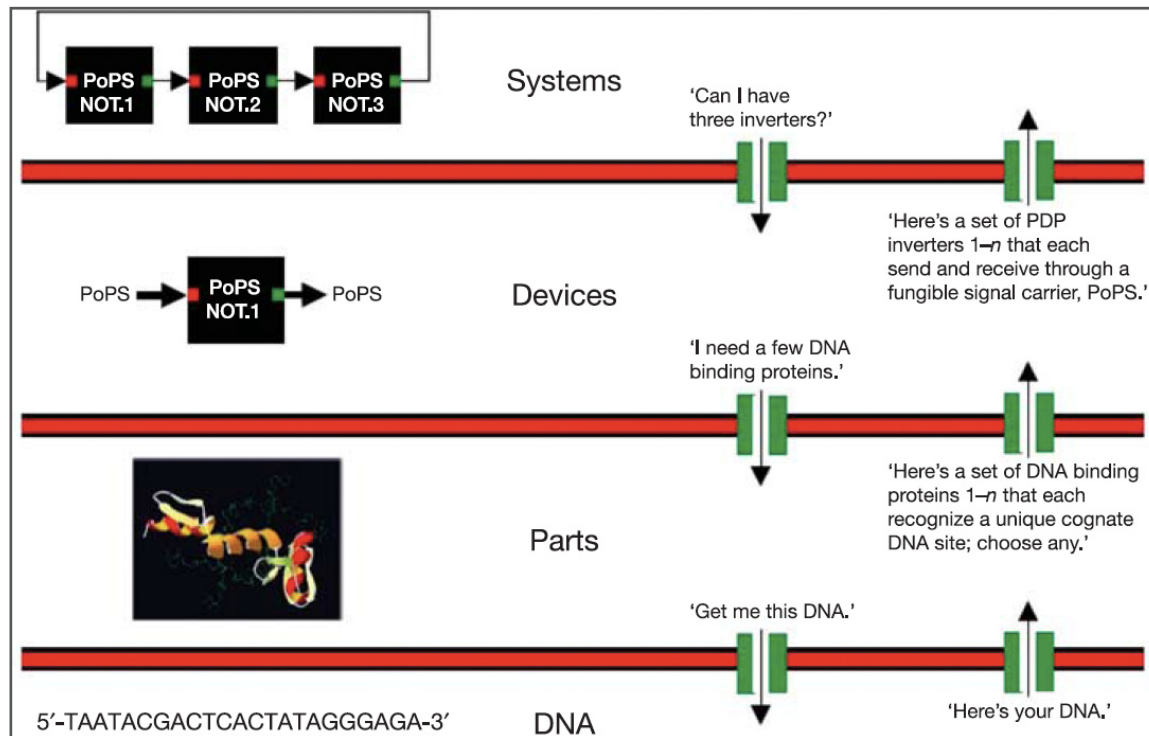 PoPS NOT.1
PoPS NOT.2
PoPS NOT.3
Systems
'Can I have
three inverters?'
'Here's a set of PDP
inverters 1–n that each
send and receive through a
fungible signal carrier, PoPS.'
PoPS
PoPS
NOT.1
PoPS
Devices
'I need a few DNA
binding proteins.'
'Here's a set of DNA binding
proteins 1–n that each
recognize a unique cognate
DNA site; choose any.'
Parts
'Get me this DNA.'
5′-TAATACGACTCACTATAGGGAGA-3′
DNA
'Here's your DNA.'